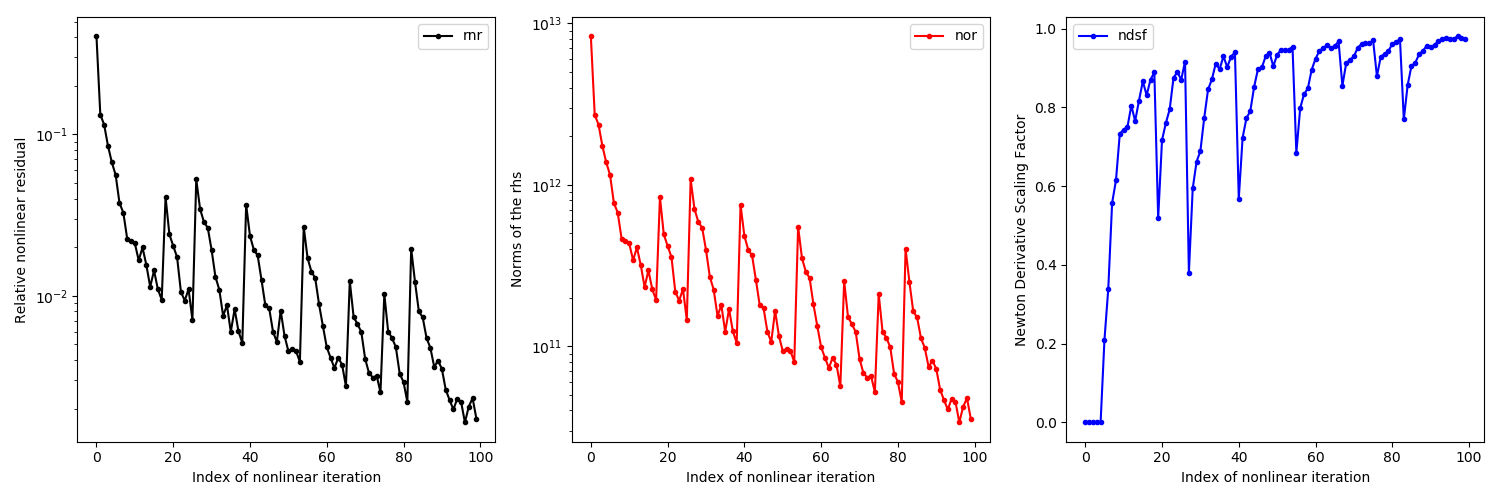 Relative nonlinear residual
10⁻¹
10⁻²
rnr
0 20 40 60 80 100
Index of nonlinear iteration
Norms of the rhs
10¹³
10¹²
10¹¹
nor
0 20 40 60 80 100
Index of nonlinear iteration
Newton Derivative Scaling Factor
1.0
0.8
0.6
0.4
0.2
0.0
ndsf
0 20 40 60 80 100
Index of nonlinear iteration